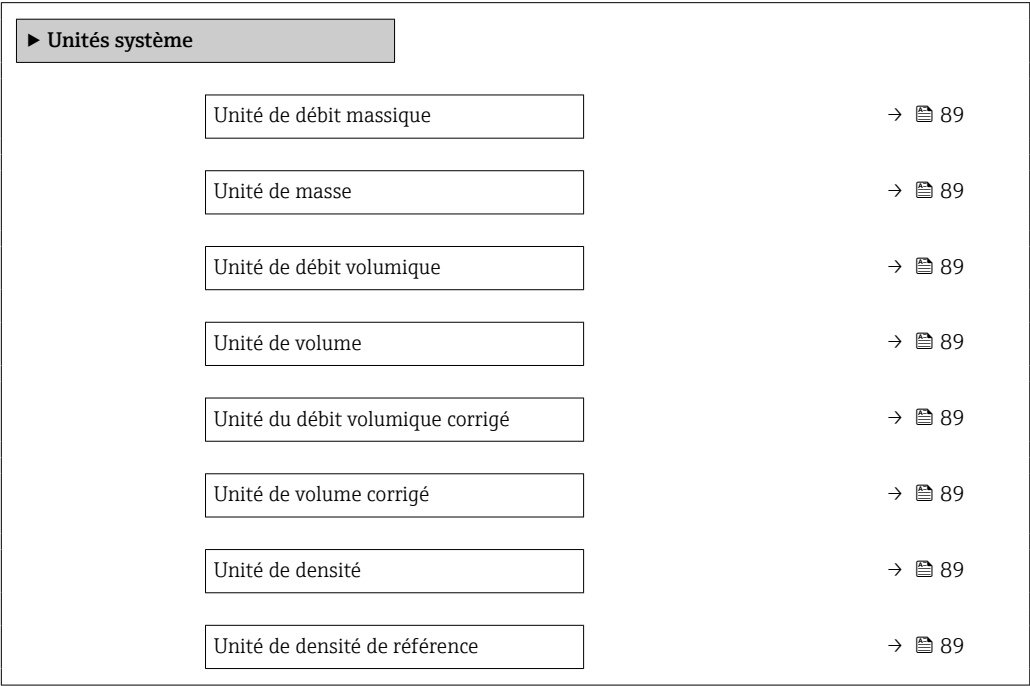 ► Unités système
Unité de débit massique → 89
Unité de masse → 89
Unité de débit volumique → 89
Unité de volume → 89
Unité du débit volumique corrigé → 89
Unité de volume corrigé → 89
Unité de densité → 89
Unité de densité de référence → 89